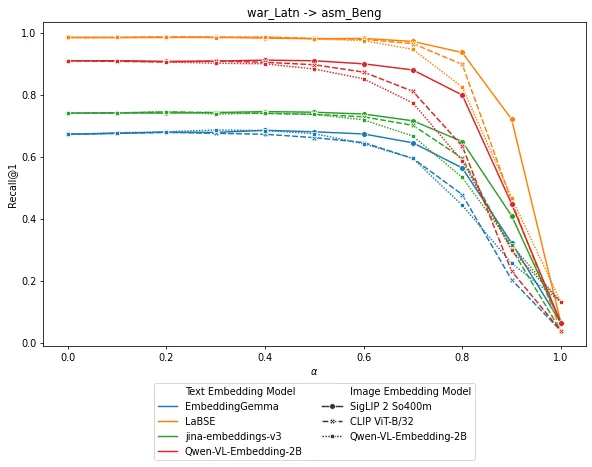 war_Latn -> asm_Beng
Recall@1
1.0
0.8
0.6
0.4
0.2
0.0
0.0 0.2 0.4 0.6 0.8 1.0
α
Text Embedding Model Image Embedding Model
EmbeddingGemma SigLIP 2 So400m
LaBSE CLIP ViT-B/32
jina-embeddings-v3 Qwen-VL-Embedding-2B
Qwen-VL-Embedding-2B